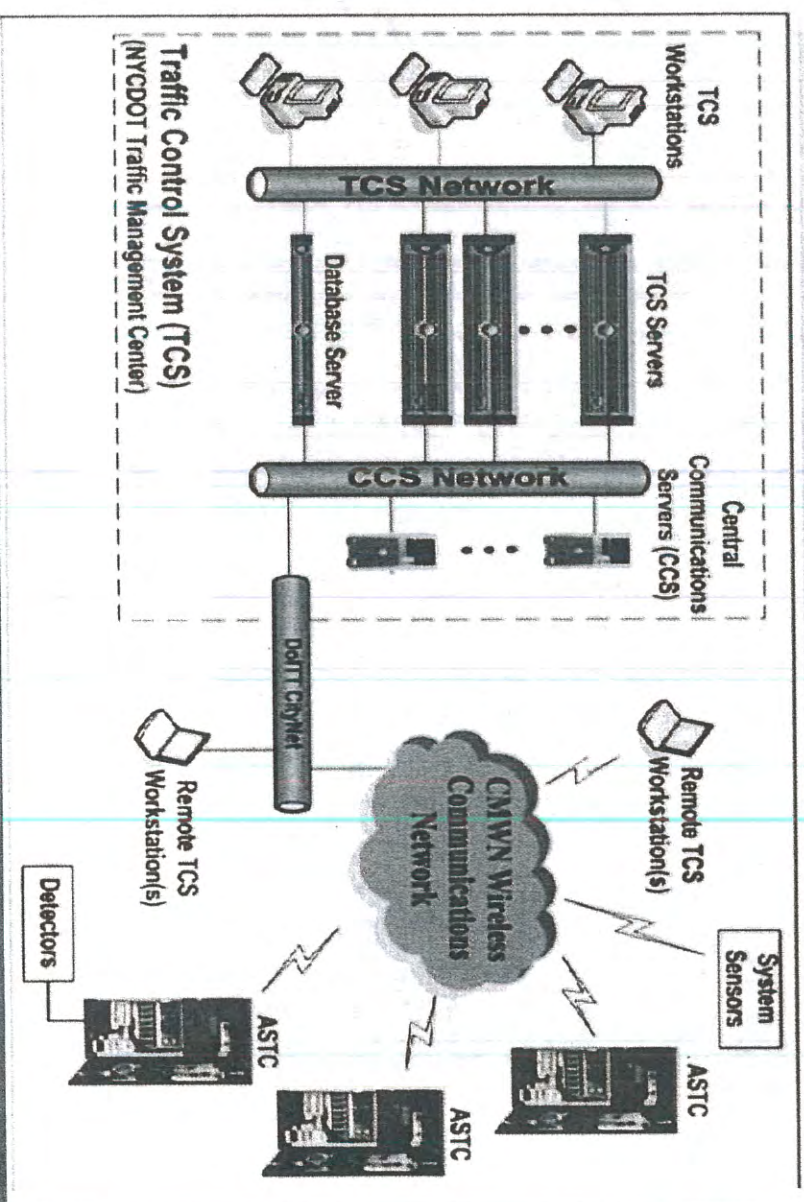 TCS
Workstations
TCS Network
TCS Servers
Database Server
Traffic Control System (TCS)
(NYCDOT Traffic Management Center)
CCS Network
Central
Communications
Servers (CCS)
DoITT CityNet
Remote TCS
Workstation(s)
Remote TCS
Workstation(s)
CMWN Wireless
Communications
Network
System
Sensors
ASTC
ASTC
ASTC
Detectors